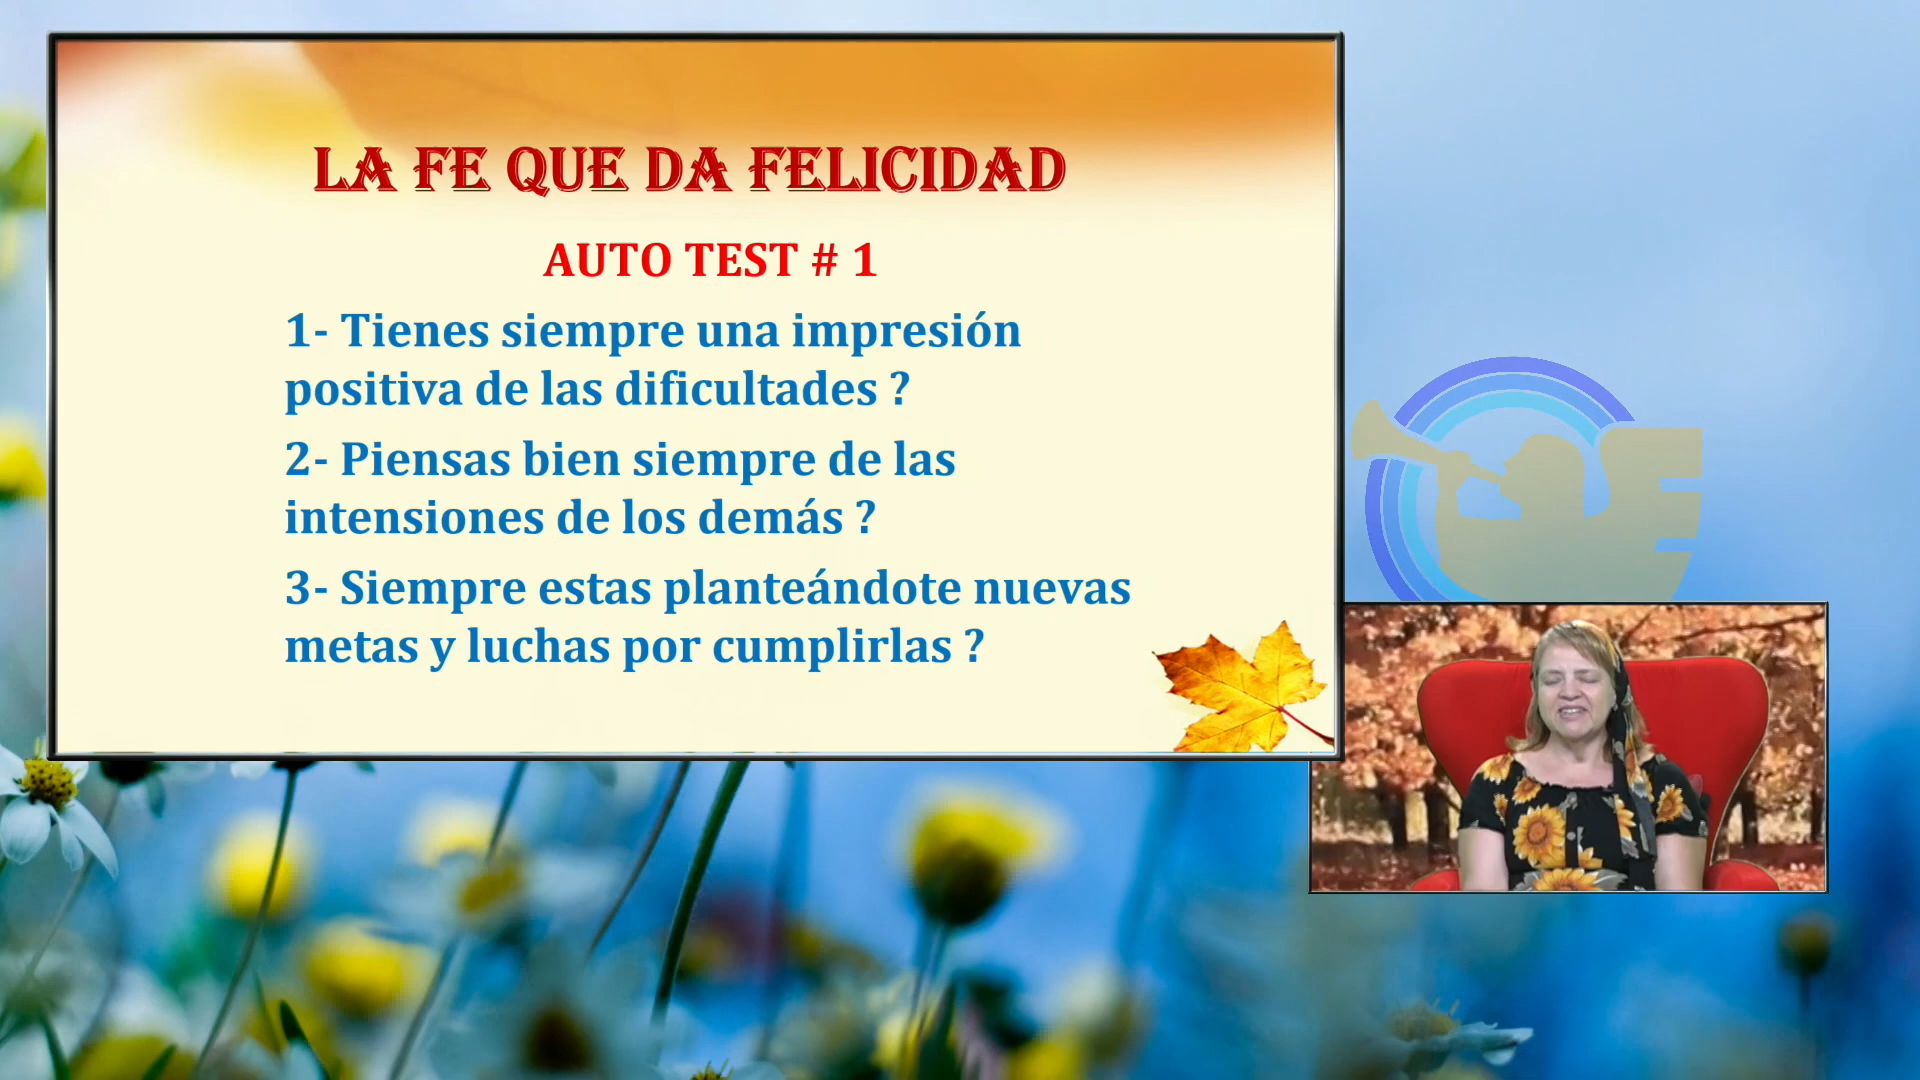 LA FE QUE DA FELICIDAD
AUTO TEST # 1
1- Tienes siempre una impresión
positiva de las dificultades ?
2- Piensas bien siempre de las
intensiones de los demás ?
3- Siempre estas planteándote nuevas
metas y luchas por cumplirlas ?